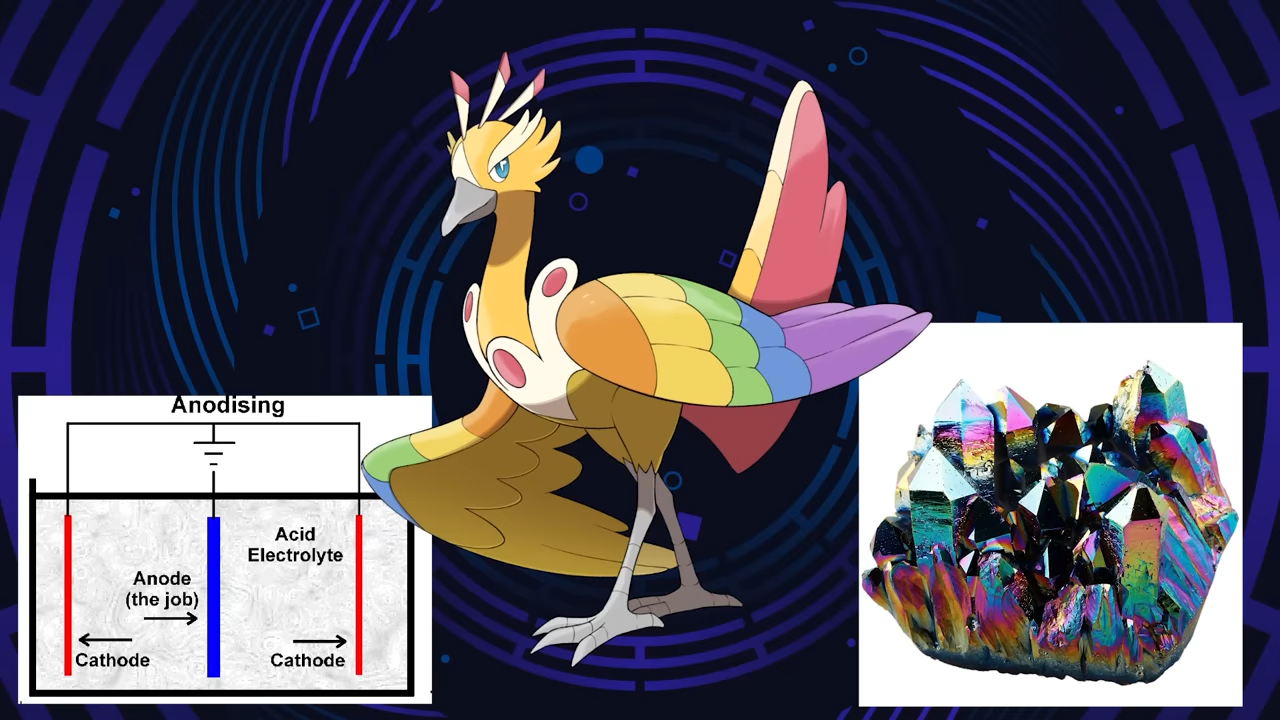 Anodising
Acid
Electrolyte
Anode
(the job)
Cathode
Cathode